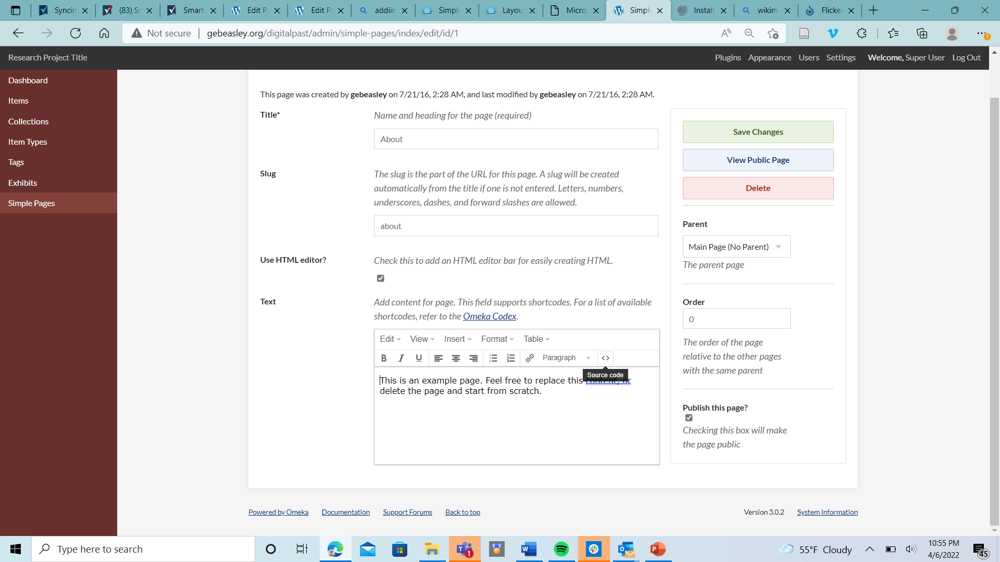 Syncin
(83) Sr
Smart
Edit P
Edit P
addiin
Simple
Layou
Micro
Simple
Install
wikim
Flicke
Not secure
gebeasley.org/digitalpast/admin/simple-pages/index/edit/id/1
Research Project Title
Plugins Appearance Users Settings Welcome, Super User Log Out
Dashboard
Items
Collections
Item Types
Tags
Exhibits
Simple Pages
This page was created by gebeasley on 7/21/16, 2:28 AM, and last modified by gebeasley on 7/21/16, 2:28 AM.
Title*
Name and heading for the page (required)
About
Slug
The slug is the part of the URL for this page. A slug will be created
automatically from the title if one is not entered. Letters, numbers,
underscores, dashes, and forward slashes are allowed.
about
Use HTML editor?
Check this to add an HTML editor bar for easily creating HTML.
Text
Add content for page. This field supports shortcodes. For a list of available
shortcodes, refer to the Omeka Codex.
Edit View Insert Format Table
B I U Paragraph <>
Source code
This is an example page. Feel free to replace this content, or
delete the page and start from scratch.
Save Changes
View Public Page
Delete
Parent
Main Page (No Parent)
The parent page
Order
0
The order of the page
relative to the other pages
with the same parent
Publish this page?
Checking this box will make
the page public
Powered by Omeka Documentation Support Forums Back to top
Version 3.0.2 System Information
Type here to search
1
55°F Cloudy
10:55 PM
4/6/2022
45